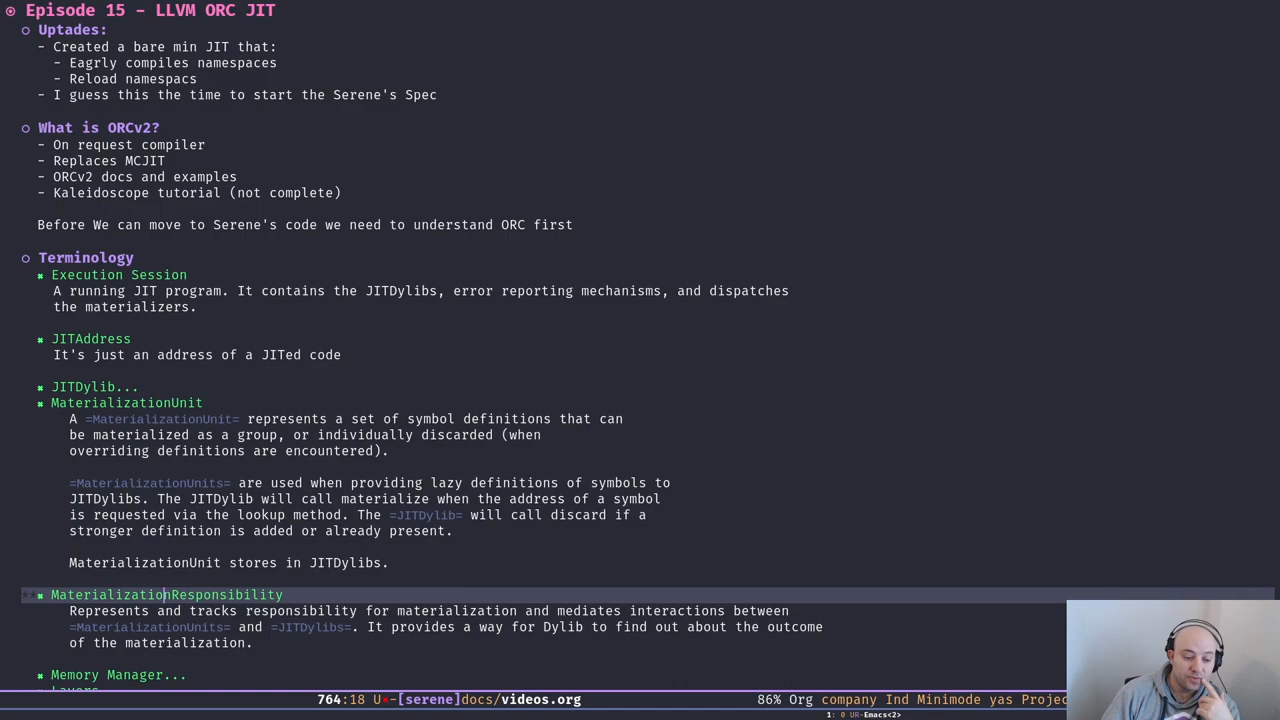 Episode 15 - LLVM ORC JIT
Uptades:
- Created a bare min JIT that:
- Eagrly compiles namespaces
- Reload namespacs
- I guess this the time to start the Serene's Spec
What is ORCv2?
- On request compiler
- Replaces MCJIT
- ORCv2 docs and examples
- Kaleidoscope tutorial (not complete)
Before We can move to Serene's code we need to understand ORC first
Terminology
* Execution Session
A running JIT program. It contains the JITDylibs, error reporting mechanisms, and dispatches
the materializers.
* JITAddress
It's just an address of a JITed code
* JITDylib...
* MaterializationUnit
A =MaterializationUnit= represents a set of symbol definitions that can
be materialized as a group, or individually discarded (when
overriding definitions are encountered).
=MaterializationUnits= are used when providing lazy definitions of symbols to
JITDylibs. The JITDylib will call materialize when the address of a symbol
is requested via the lookup method. The =JITDylib= will call discard if a
stronger definition is added or already present.
MaterializationUnit stores in JITDylibs.
*** MaterializationResponsibility
Represents and tracks responsibility for materialization and mediates interactions between
=MaterializationUnits= and =JITDylibs=. It provides a way for Dylib to find out about the outcome
of the materialization.
* Memory Manager...
* Layers
764:18 U*-[serene]docs/videos.org 86% Org company Ind Minimode yas Projec
1: 0 UR-Emacs<2>